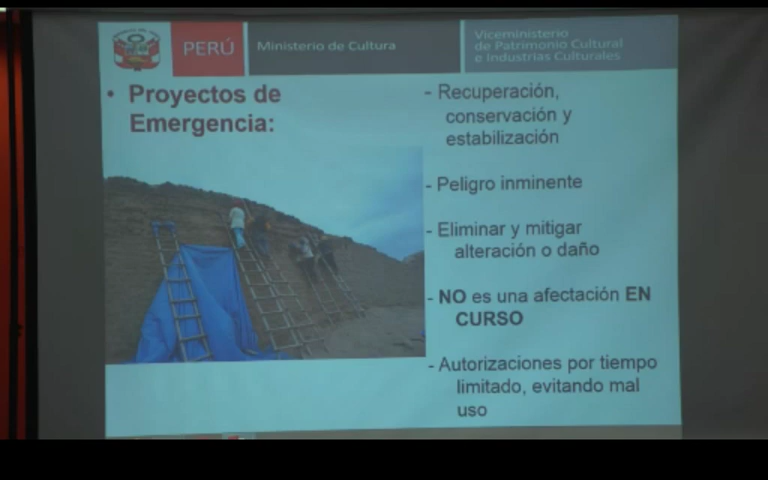 PERÚ
Ministerio de Cultura
Viceministerio
de Patrimonio Cultural
e Industrias Culturales
• Proyectos de
Emergencia:
- Recuperación,
conservación y
estabilización
- Peligro inminente
- Eliminar y mitigar
alteración o daño
- NO es una afectación EN
CURSO
- Autorizaciones por tiempo
limitado, evitando mal
uso